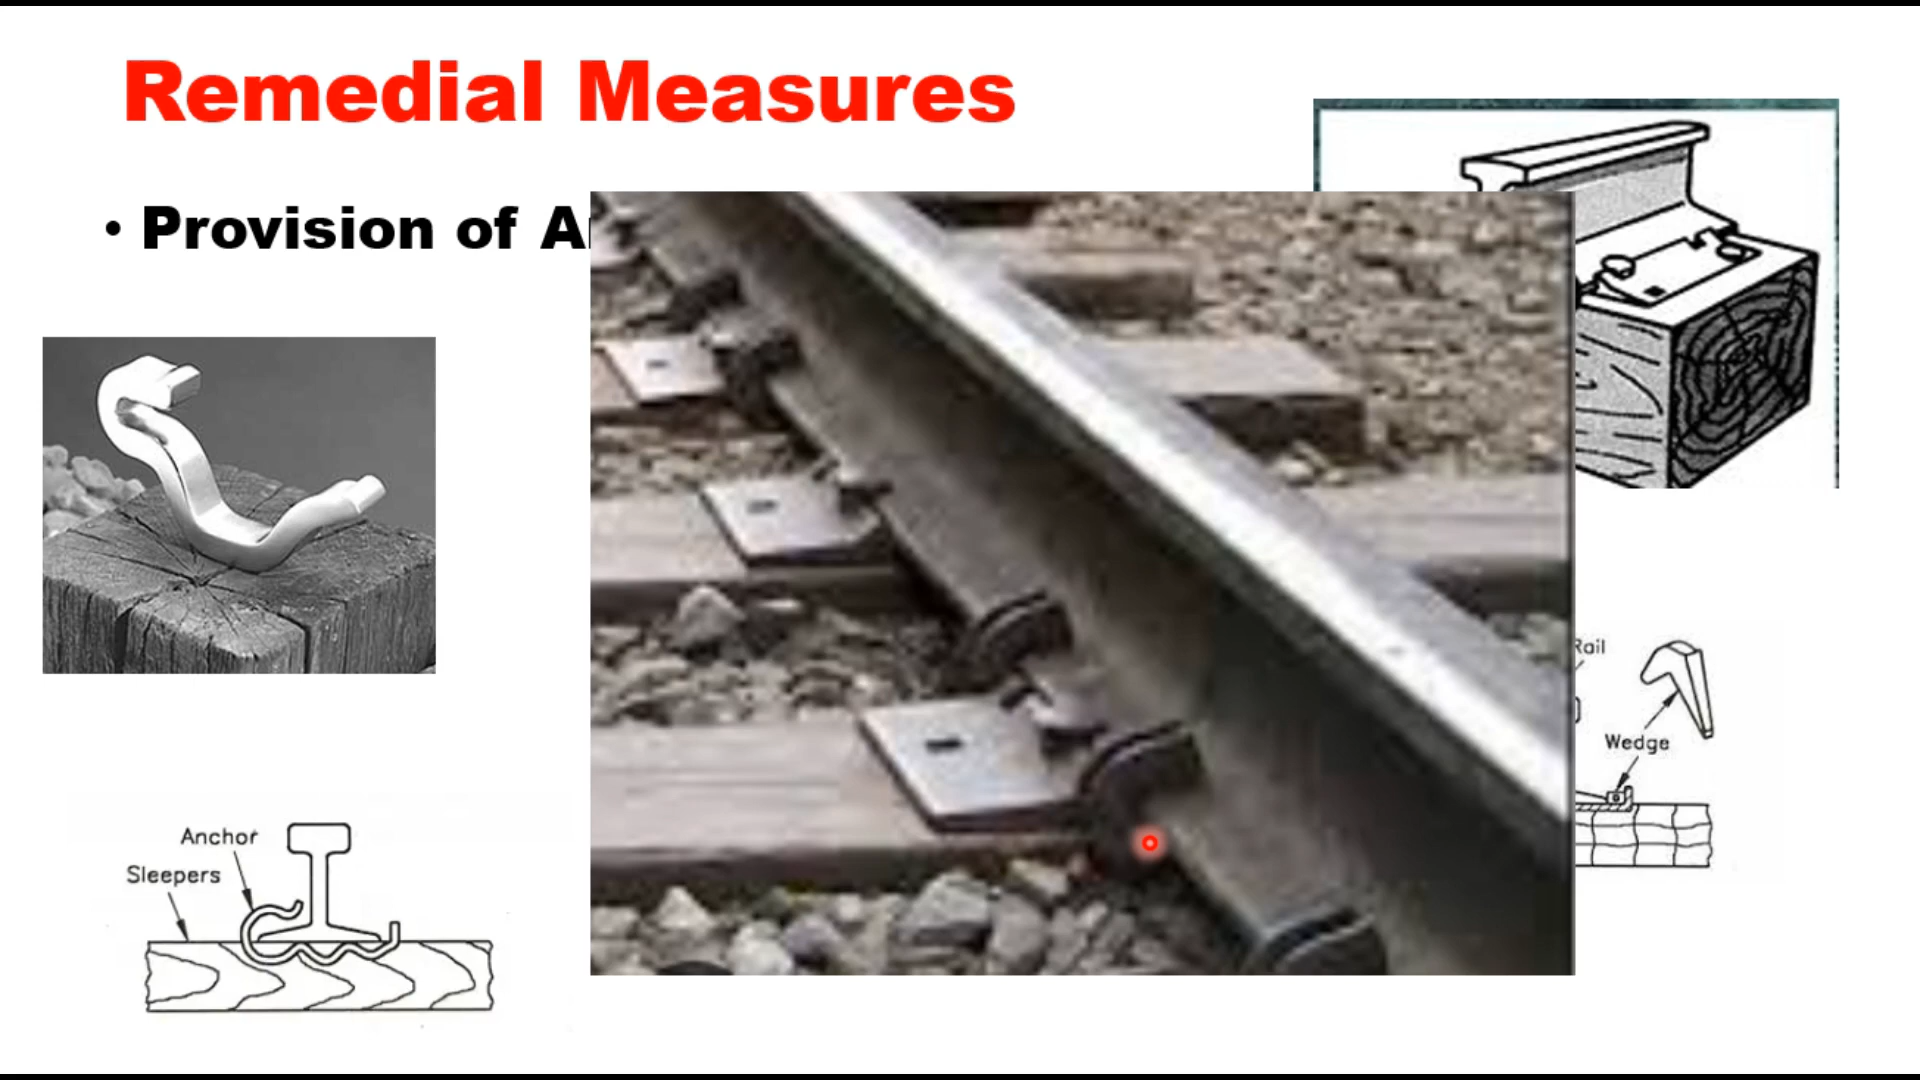 Remedial Measures
• Provision of
Rail
Wedge
Anchor
Sleepers